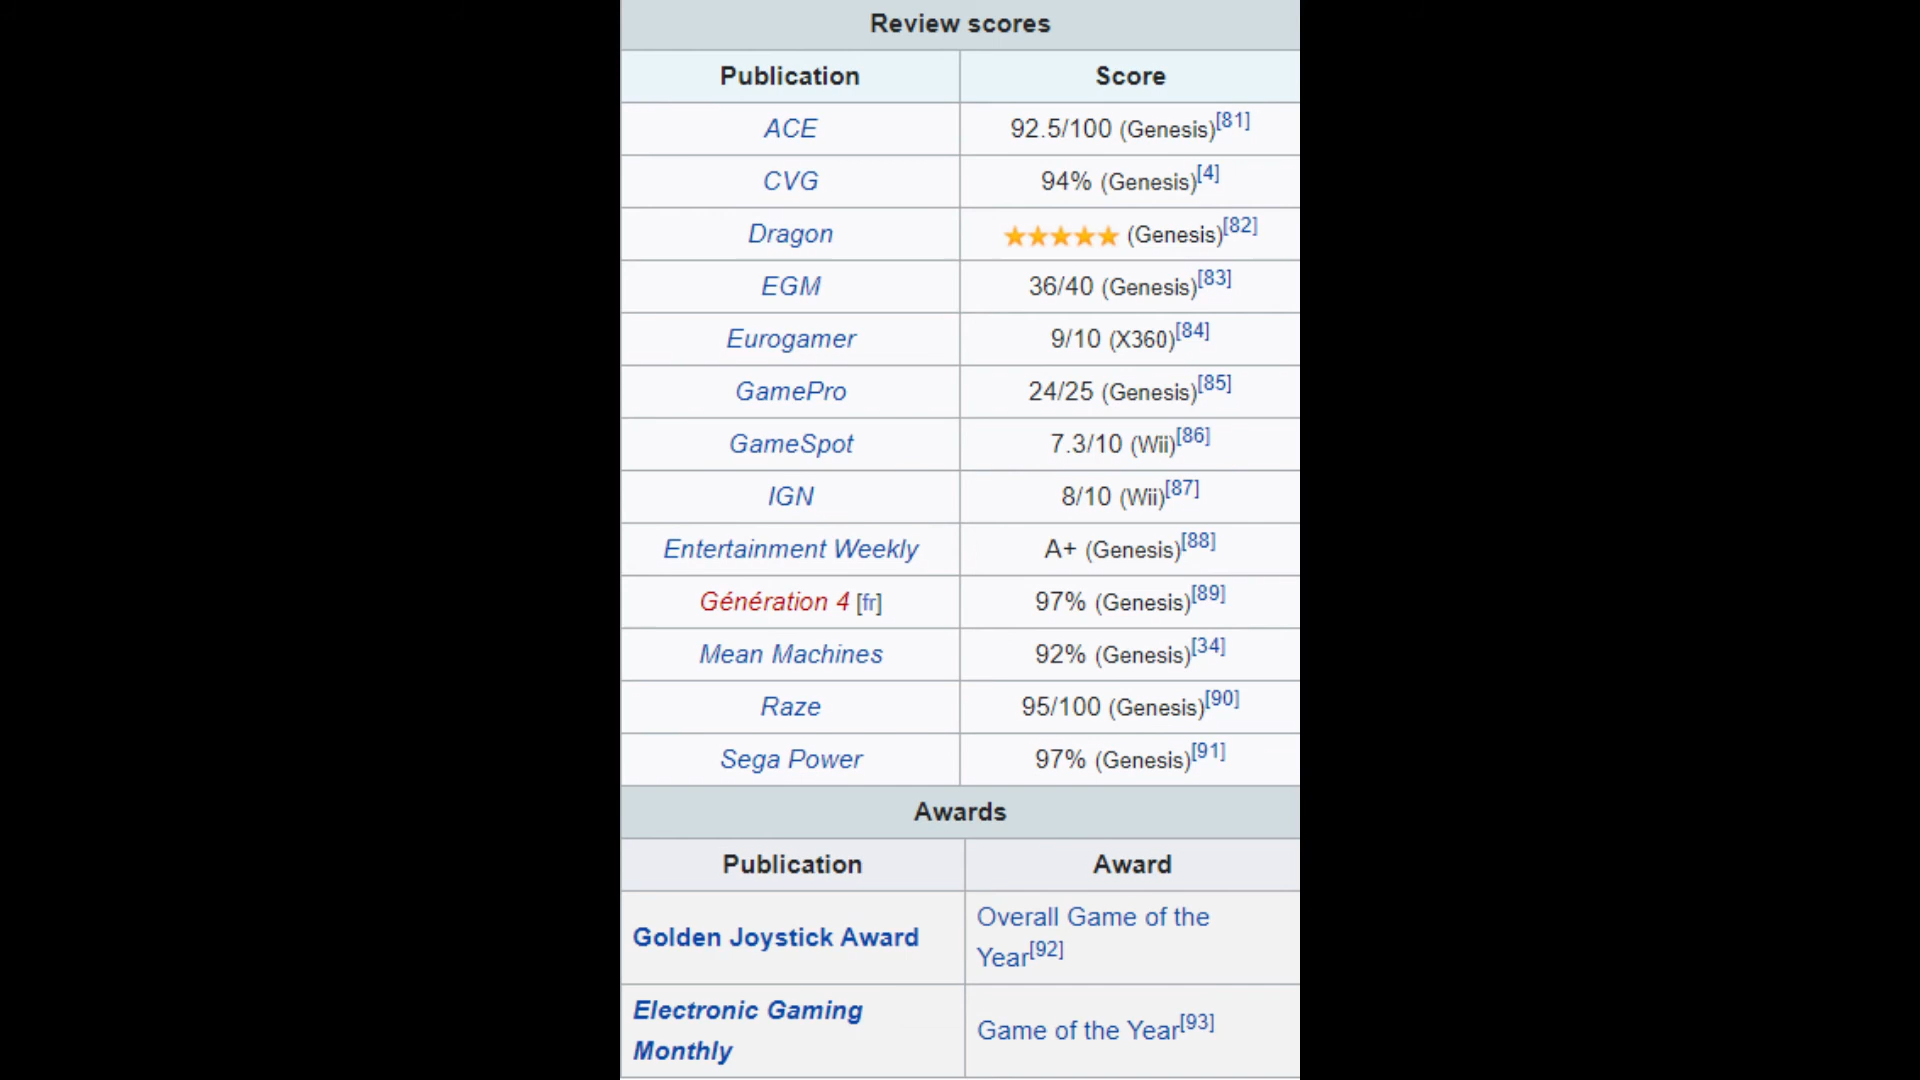 Review scores
Publication Score
ACE 92.5/100 (Genesis)[81]
CVG 94% (Genesis)[4]
Dragon ★★★★★ (Genesis)[82]
EGM 36/40 (Genesis)[83]
Eurogamer 9/10 (X360)[84]
GamePro 24/25 (Genesis)[85]
GameSpot 7.3/10 (Wii)[86]
IGN 8/10 (Wii)[87]
Entertainment Weekly A+ (Genesis)[88]
Génération 4 [fr] 97% (Genesis)[89]
Mean Machines 92% (Genesis)[34]
Raze 95/100 (Genesis)[90]
Sega Power 97% (Genesis)[91]
Awards
Publication Award
Golden Joystick Award
Overall Game of the
Year[92]
Electronic Gaming
Monthly
Game of the Year[93]